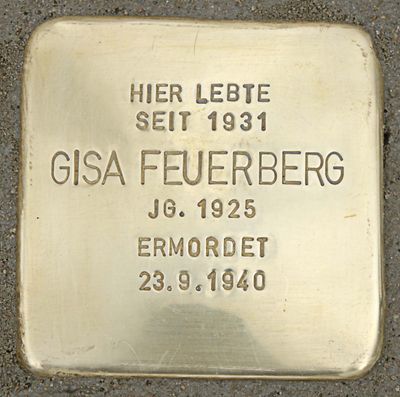 HIER LEBTE
SEIT 1931
GISA FEUERBERG
JG. 1925
ERMORDET
23.9.1940